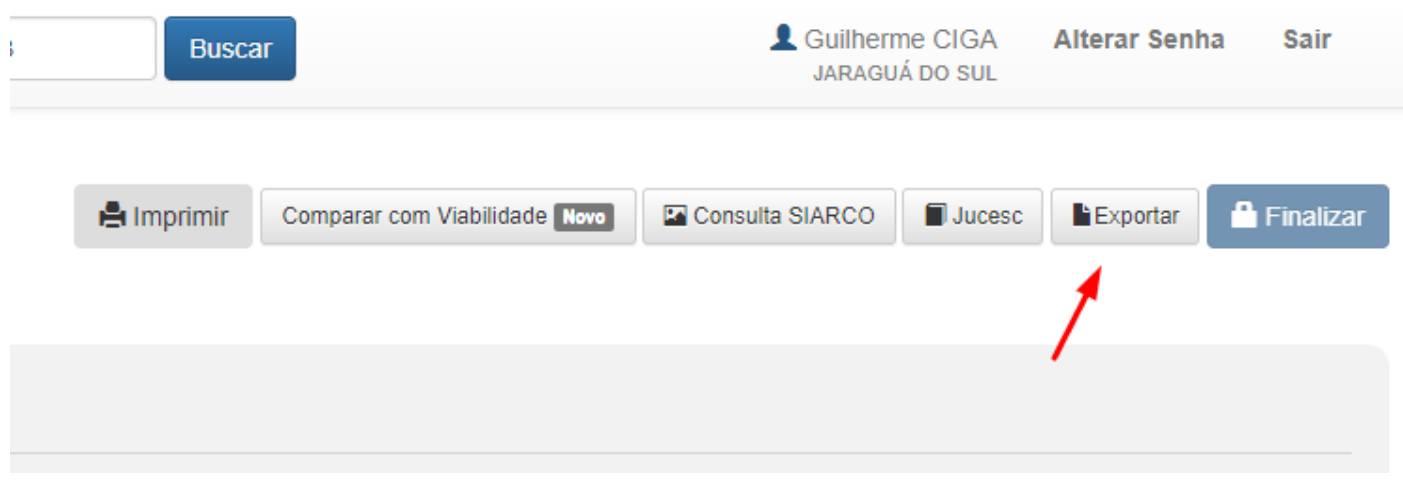 Buscar
Guilherme CIGA Alterar Senha Sair
JARAGUÁ DO SUL
Imprimir Comparar com Viabilidade Novo Consulta SIARCO Jucesc Exportar Finalizar